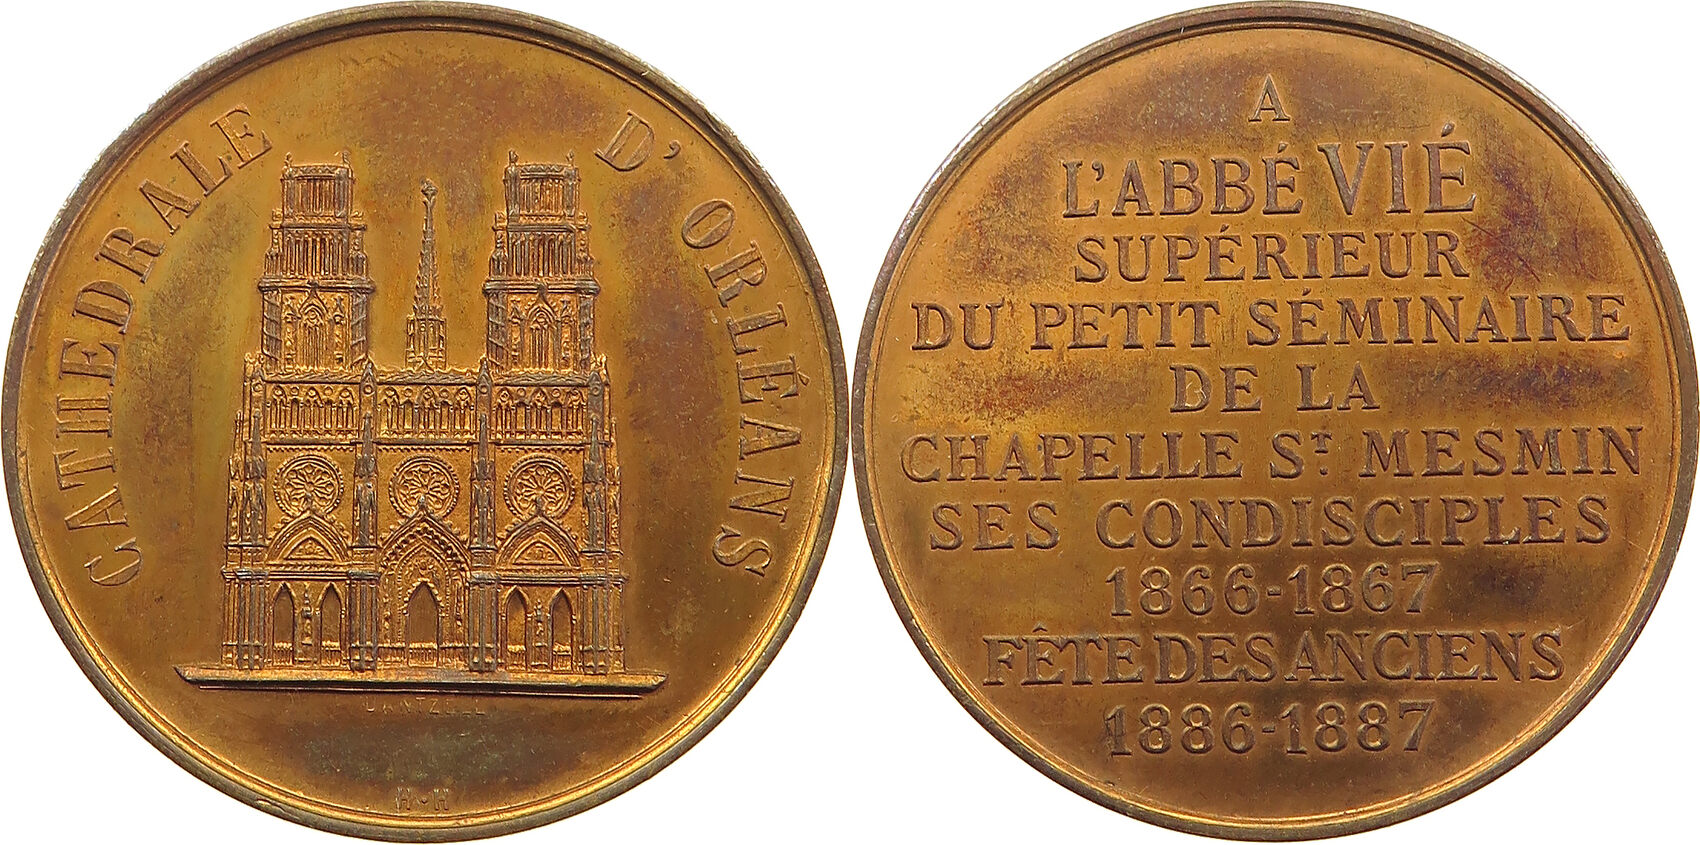 CATHEDRALE D'ORLÉANS
DANTZELL
H·H
A
L'ABBÉ VIÉ
SUPÉRIEUR
DU PETIT SÉMINAIRE
DE LA
CHAPELLE ST. MESMIN
SES CONDISCIPLES
1866-1867
FÊTE DES ANCIENS
1886-1887